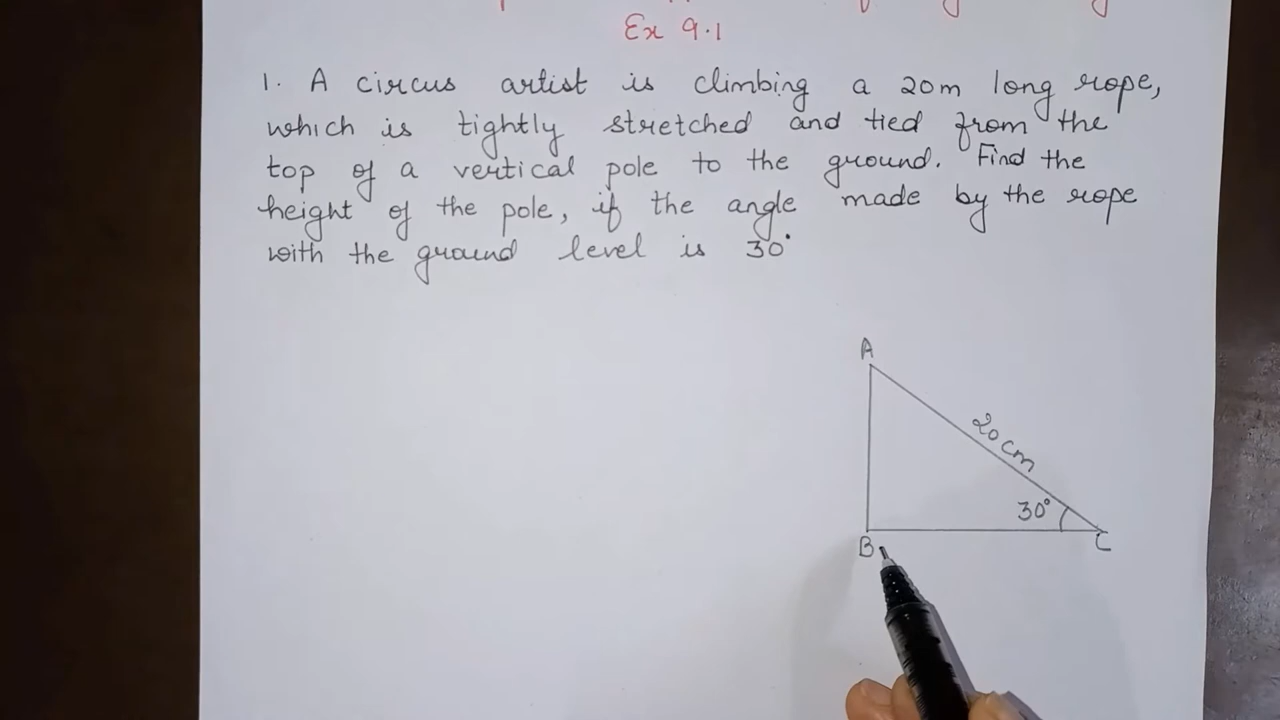 Ex 9.1
1. A circus artist is climbing a 20m long rope,
which is tightly stretched and tied from the
top of a vertical pole to the ground. Find the
height of the pole, if the angle made by the rope
with the ground level is 30°
A
20cm
30°
B
C